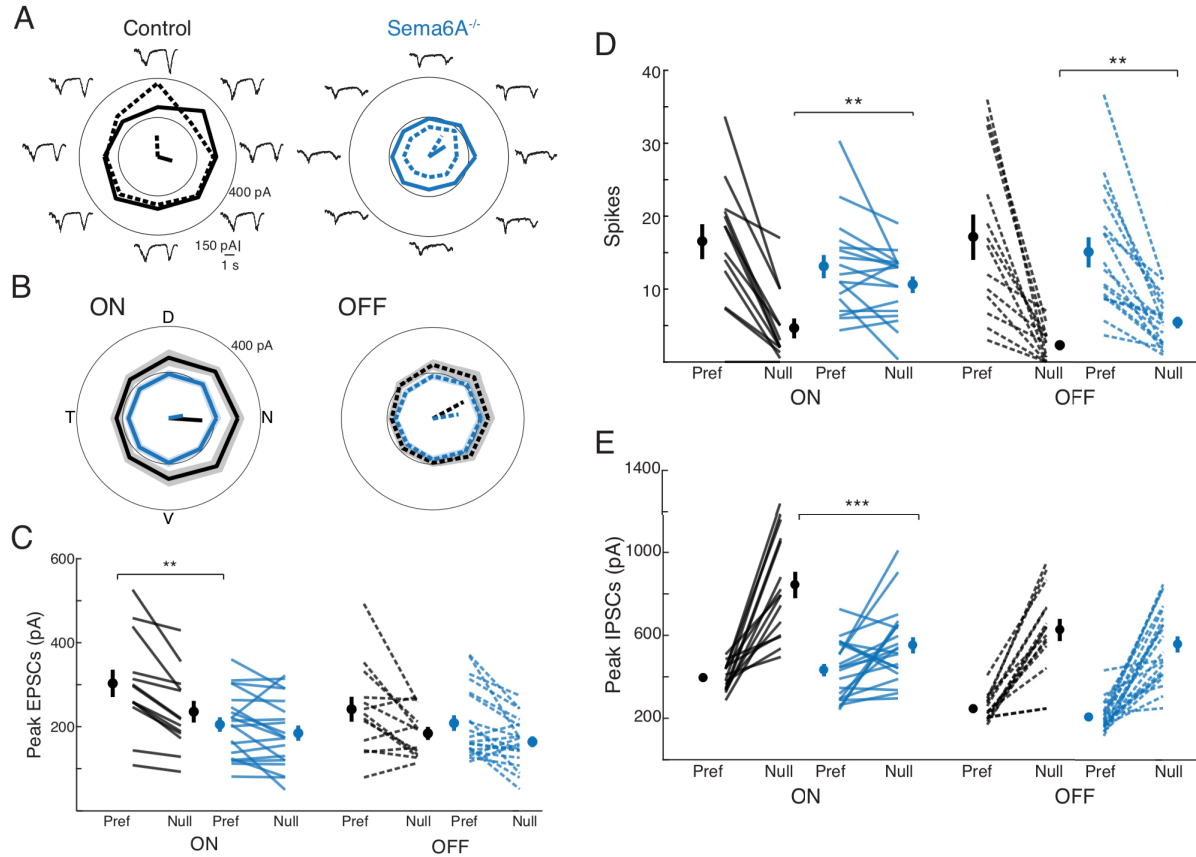 A
Control
Sema6A-/-
400 pA
150 pA
1 s
B
ON
OFF
D
400 pA
T
N
V
C
600
400
200
Peak EPSCs (pA)
**
Pref
Null
Pref
Null
Pref
Null
Pref
Null
ON
OFF
D
40
30
20
10
Spikes
**
**
Pref
Null
Pref
Null
Pref
Null
Pref
Null
ON
OFF
E
1400
1000
600
200
Peak IPSCs (pA)
***
Pref
Null
Pref
Null
Pref
Null
Pref
Null
ON
OFF